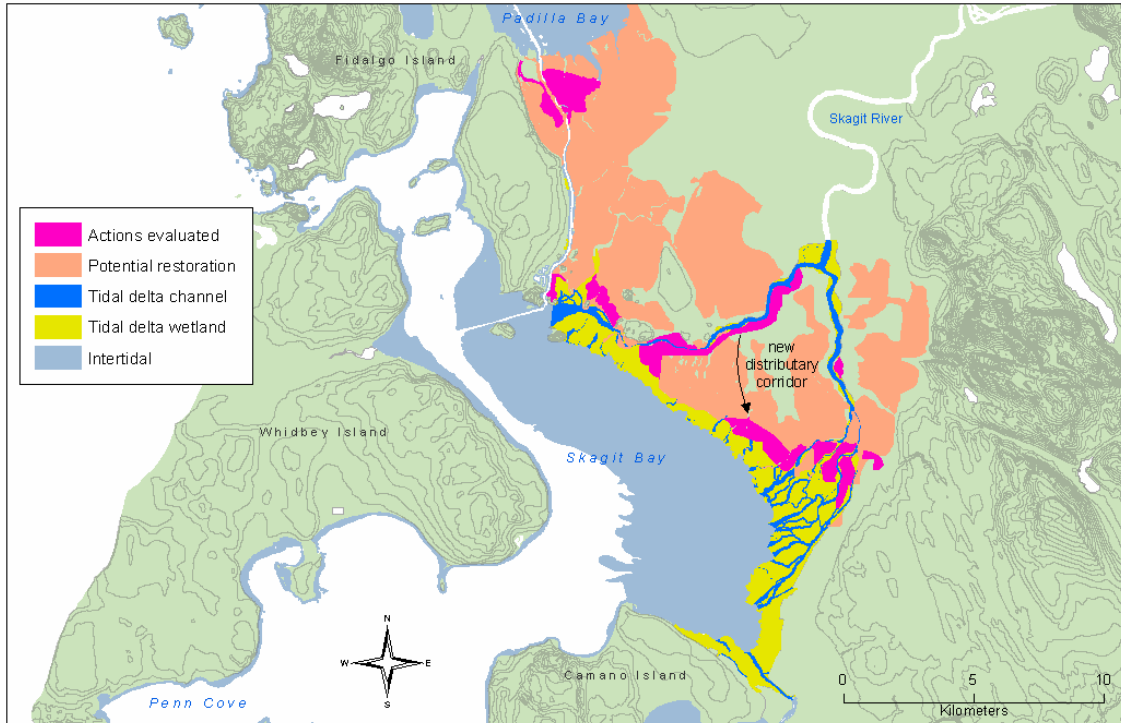 Padilla Bay
Fidalgo Island
Skagit River
Actions evaluated
Potential restoration
Tidal delta channel
Tidal delta wetland
Intertidal
new
distributary
corridor
Whidbey Island
Skagit Bay
N
W E
S
Camano Island
Penn Cove
0 5 10
Kilometers